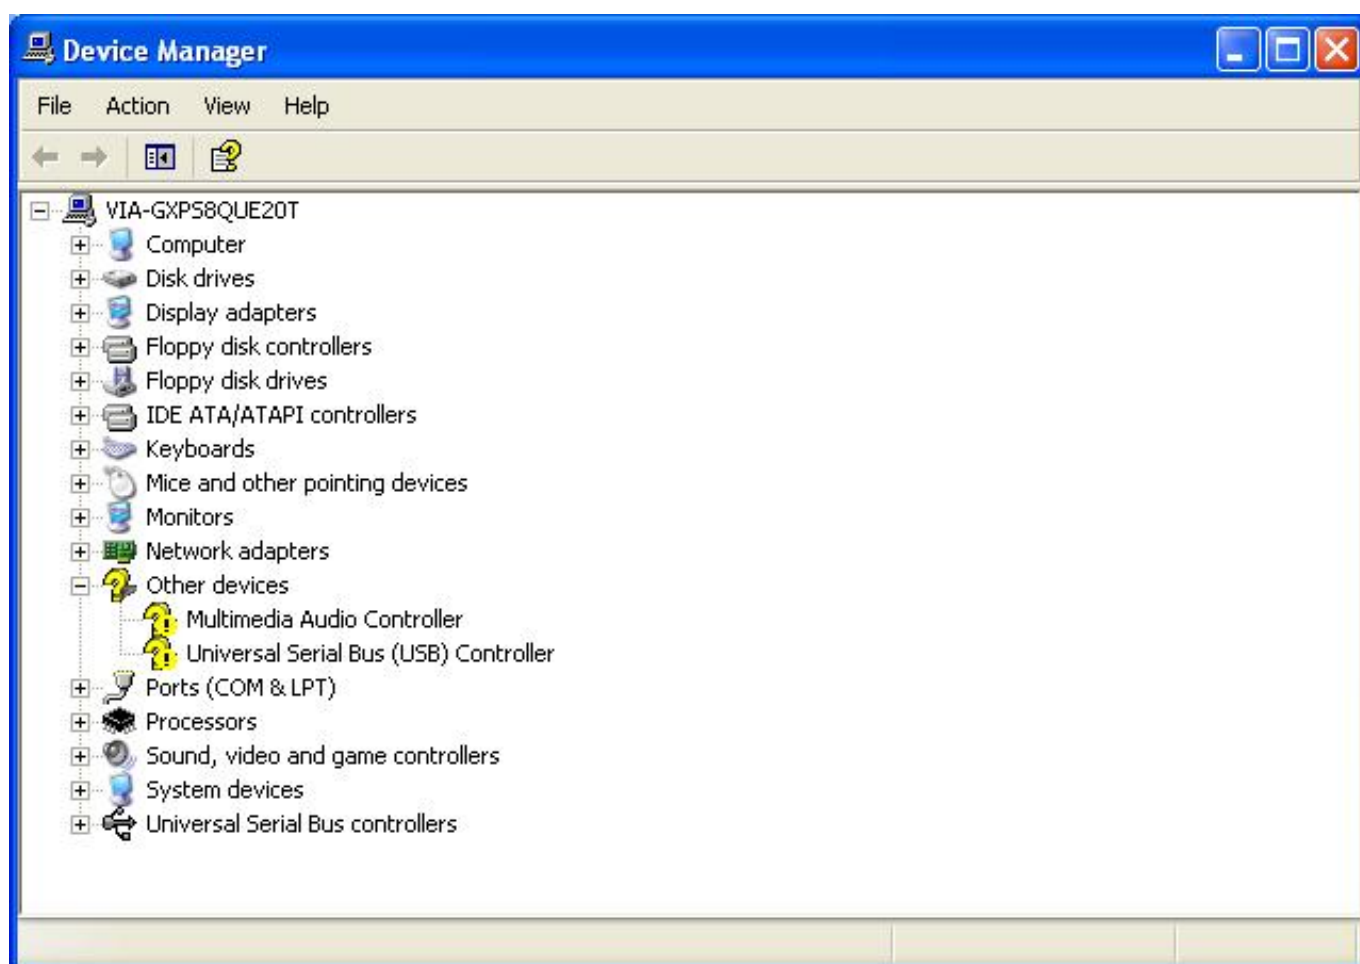 Device Manager
File Action View Help
VIA-GXPS8QUE20T
Computer
Disk drives
Display adapters
Floppy disk controllers
Floppy disk drives
IDE ATA/ATAPI controllers
Keyboards
Mice and other pointing devices
Monitors
Network adapters
Other devices
Multimedia Audio Controller
Universal Serial Bus (USB) Controller
Ports (COM & LPT)
Processors
Sound, video and game controllers
System devices
Universal Serial Bus controllers